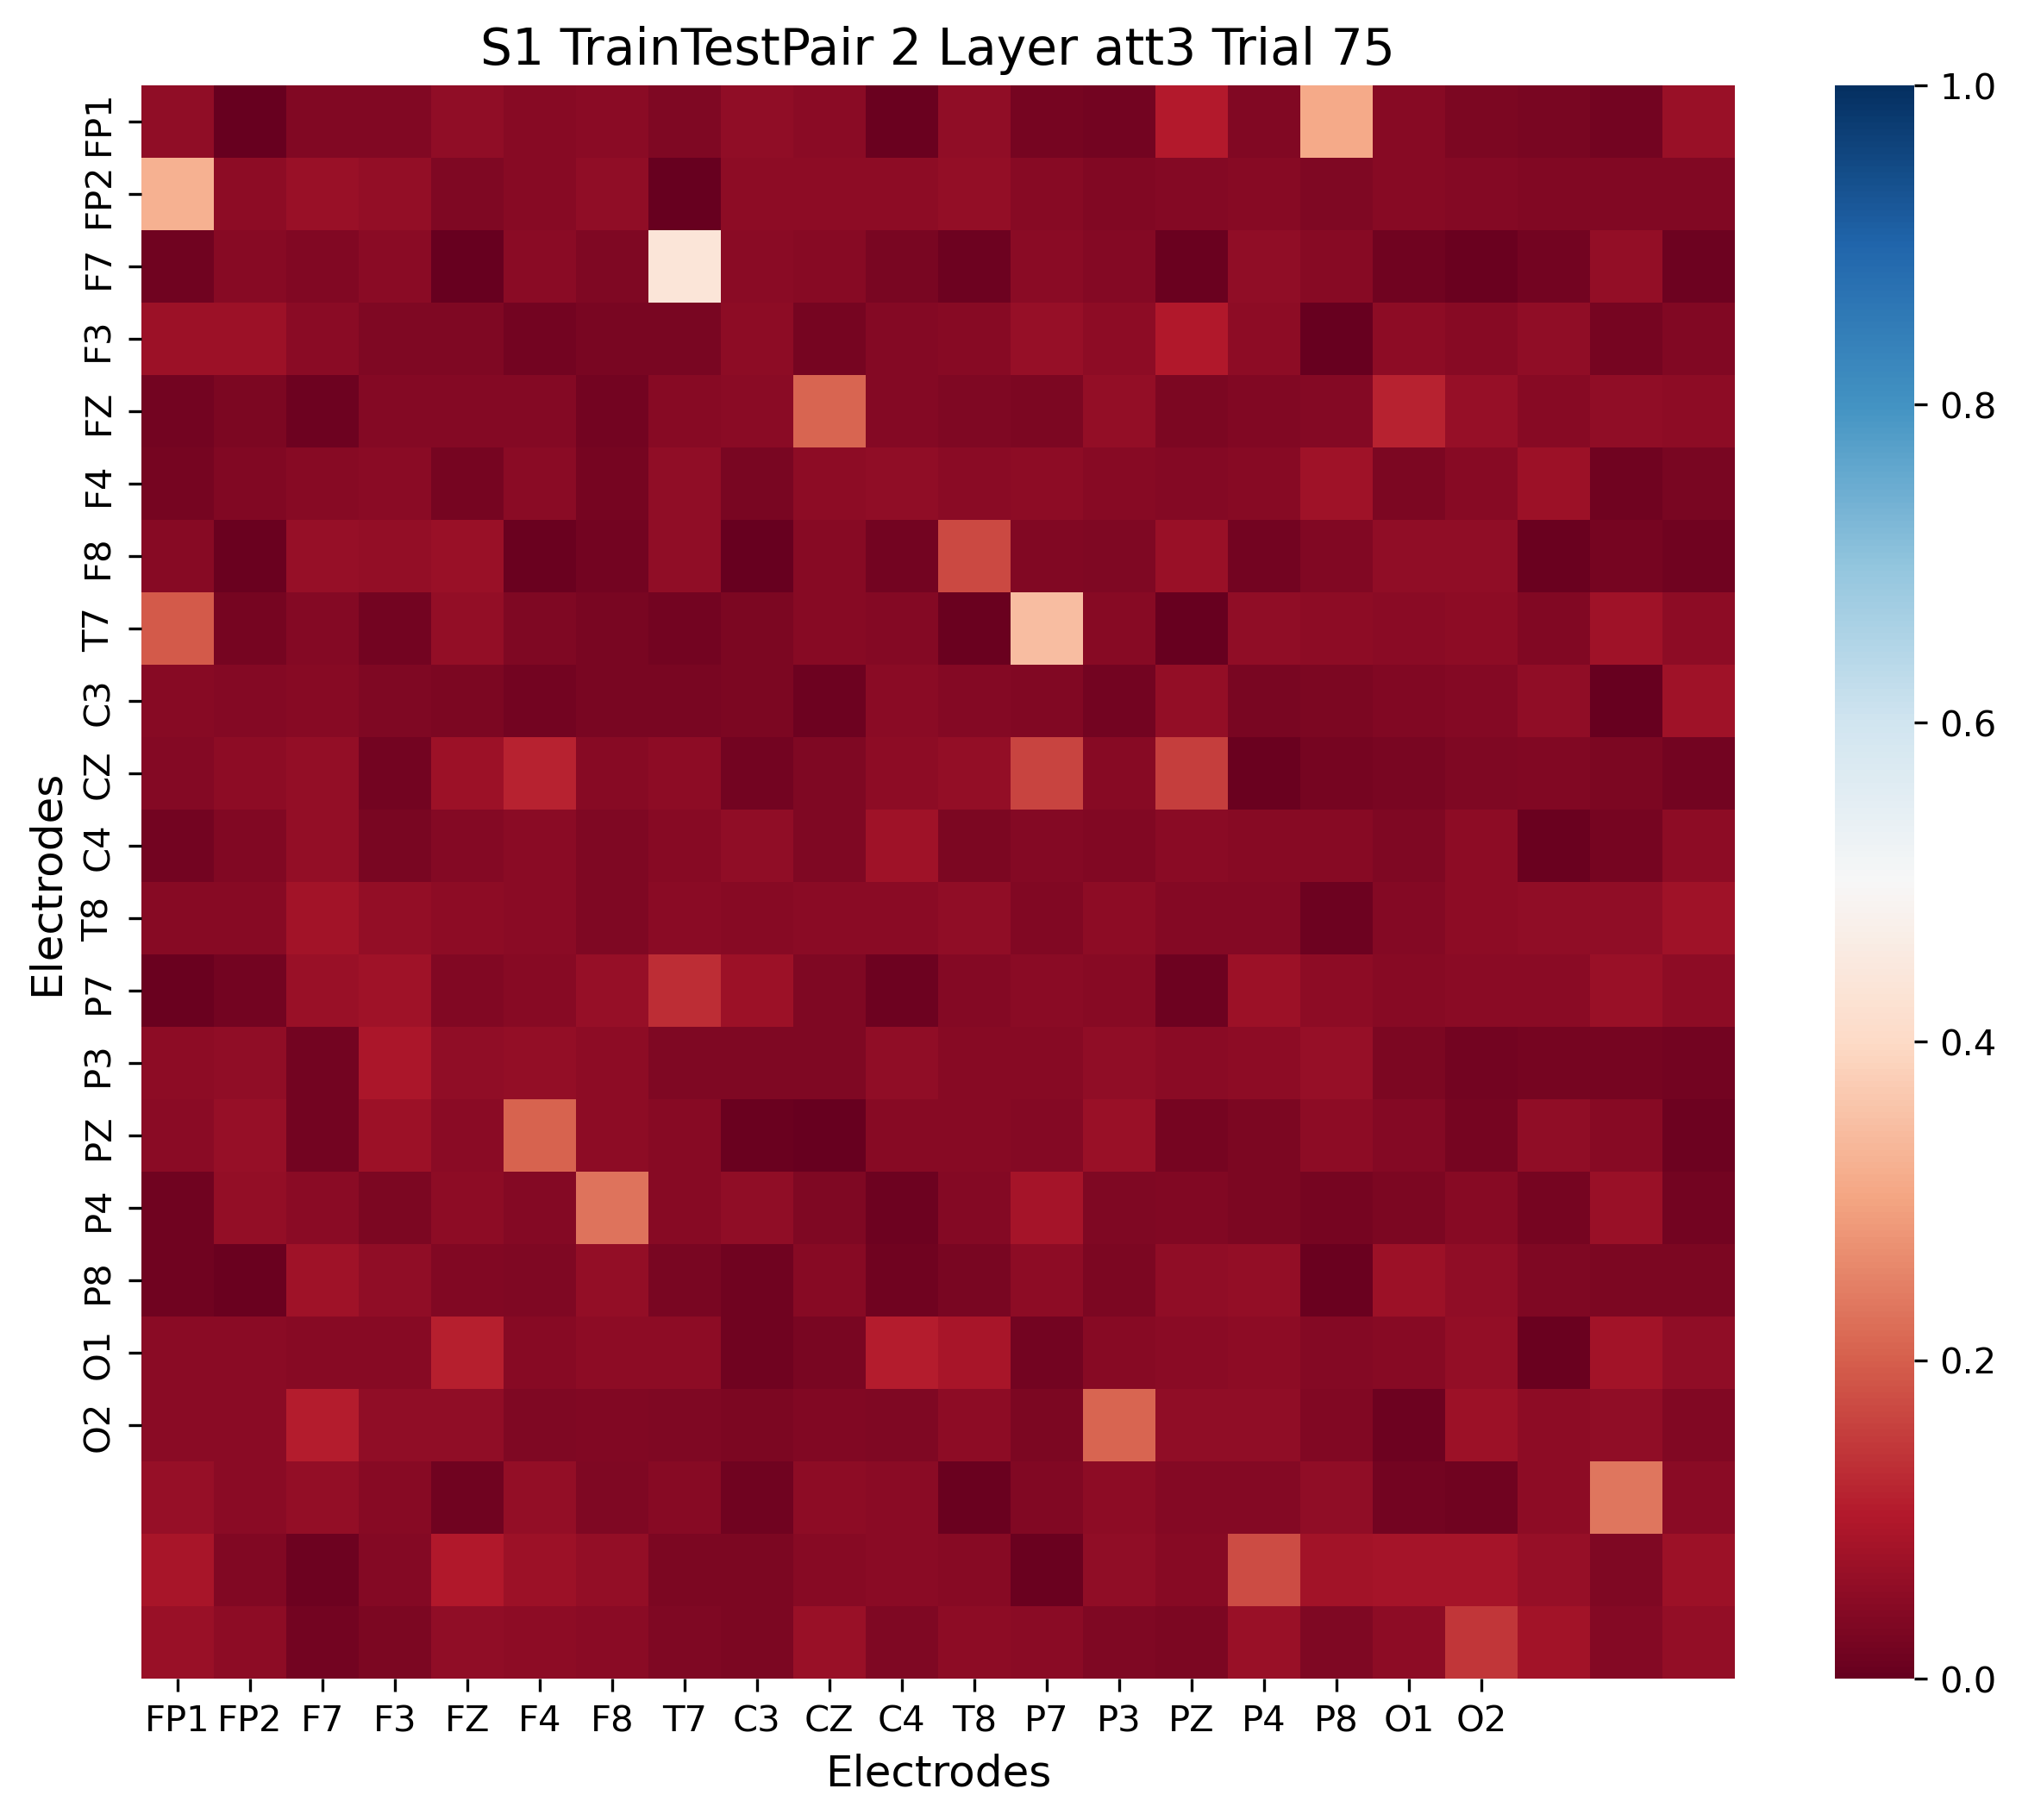 S1 TrainTestPair 2 Layer att3 Trial 75
Electrodes
FP1
FP2
F7
F3
FZ
F4
F8
T7
C3
CZ
C4
T8
P7
P3
PZ
P4
P8
O1
O2
FP1 FP2 F7 F3 FZ F4 F8 T7 C3 CZ C4 T8 P7 P3 PZ P4 P8 O1 O2
Electrodes
1.0
0.8
0.6
0.4
0.2
0.0